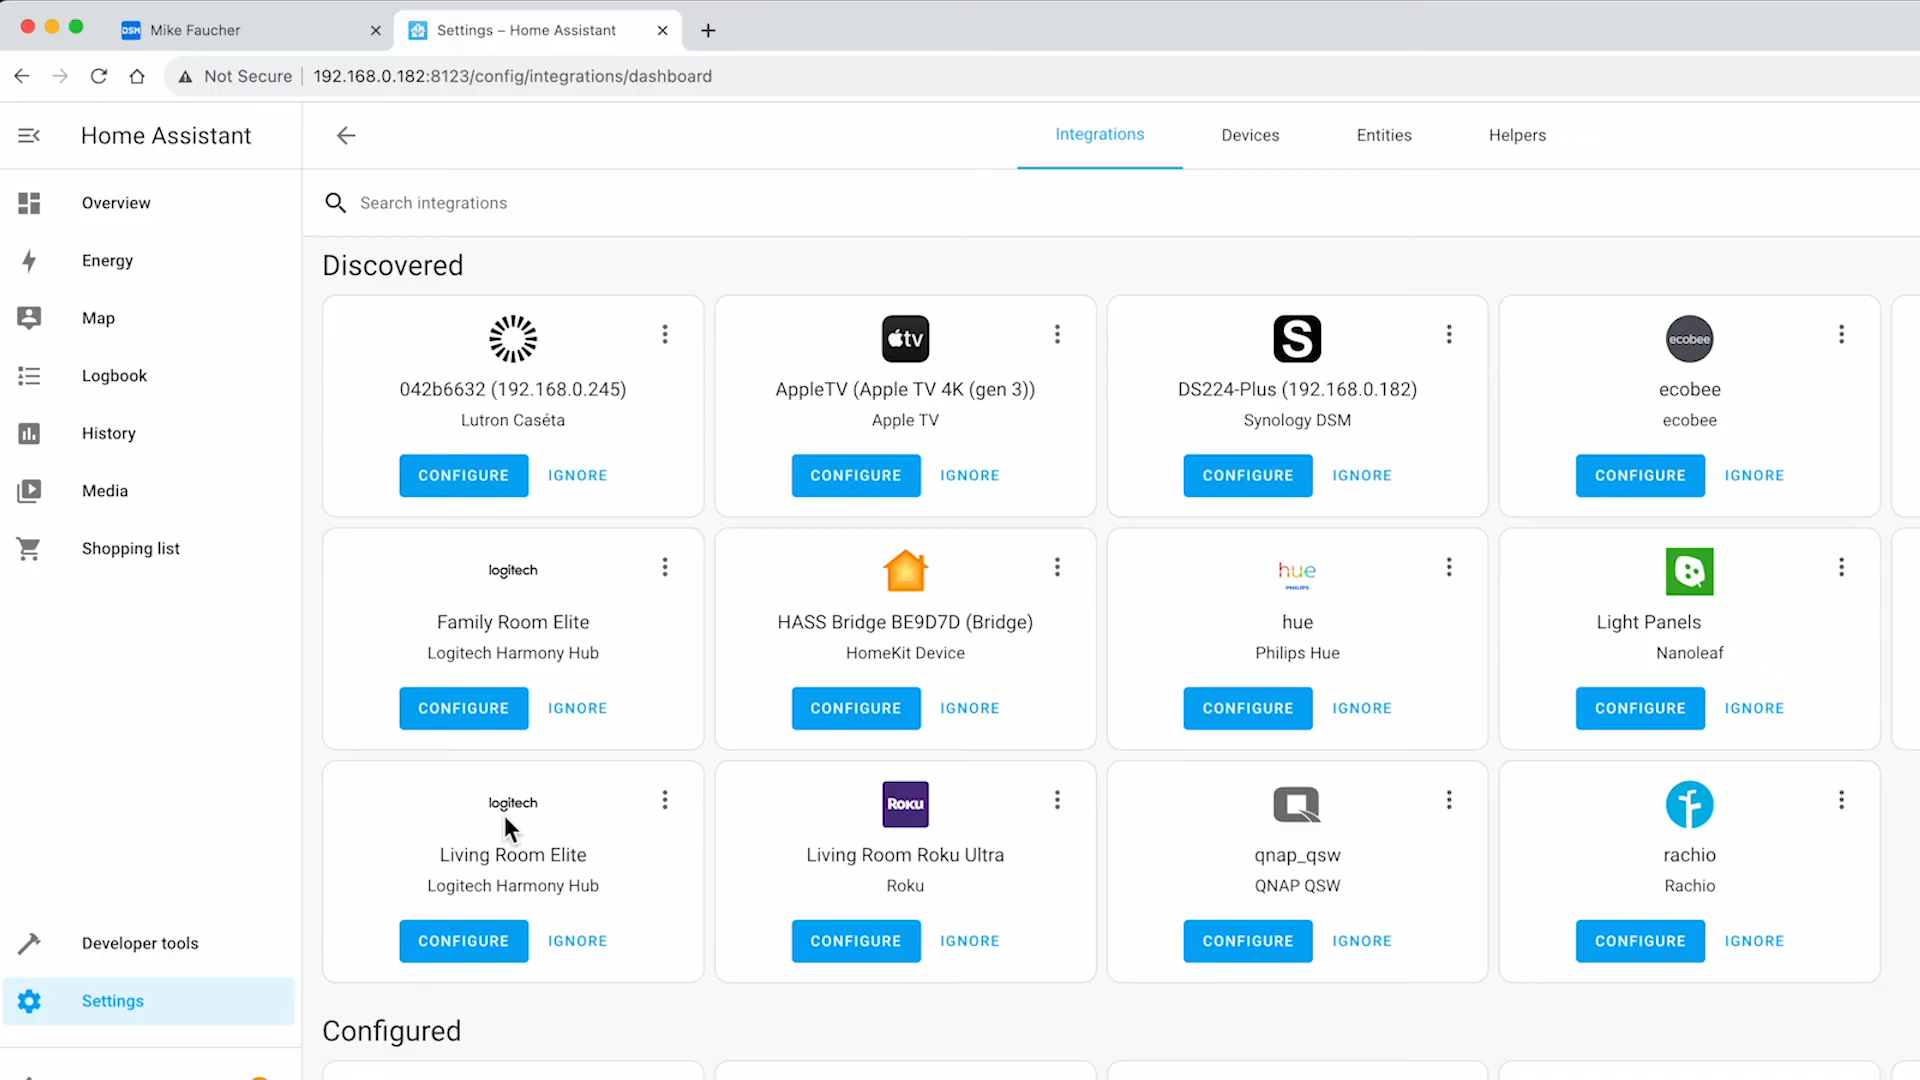 DSM Mike Faucher
Settings – Home Assistant
Not Secure 192.168.0.182:8123/config/integrations/dashboard
Home Assistant
Integrations Devices Entities Helpers
Overview
Energy
Map
Logbook
History
Media
Shopping list
Developer tools
Settings
Search integrations
Discovered
042b6632 (192.168.0.245)
Lutron Caséta
CONFIGURE IGNORE
tv
AppleTV (Apple TV 4K (gen 3))
Apple TV
CONFIGURE IGNORE
S
DS224-Plus (192.168.0.182)
Synology DSM
CONFIGURE IGNORE
ecobee
ecobee
ecobee
CONFIGURE IGNORE
logitech
Family Room Elite
Logitech Harmony Hub
CONFIGURE IGNORE
HASS Bridge BE9D7D (Bridge)
HomeKit Device
CONFIGURE IGNORE
hue
PHILIPS
hue
Philips Hue
CONFIGURE IGNORE
Light Panels
Nanoleaf
CONFIGURE IGNORE
logitech
Living Room Elite
Logitech Harmony Hub
CONFIGURE IGNORE
ROKU
Living Room Roku Ultra
Roku
CONFIGURE IGNORE
qnap_qsw
QNAP QSW
CONFIGURE IGNORE
rachio
Rachio
CONFIGURE IGNORE
Configured